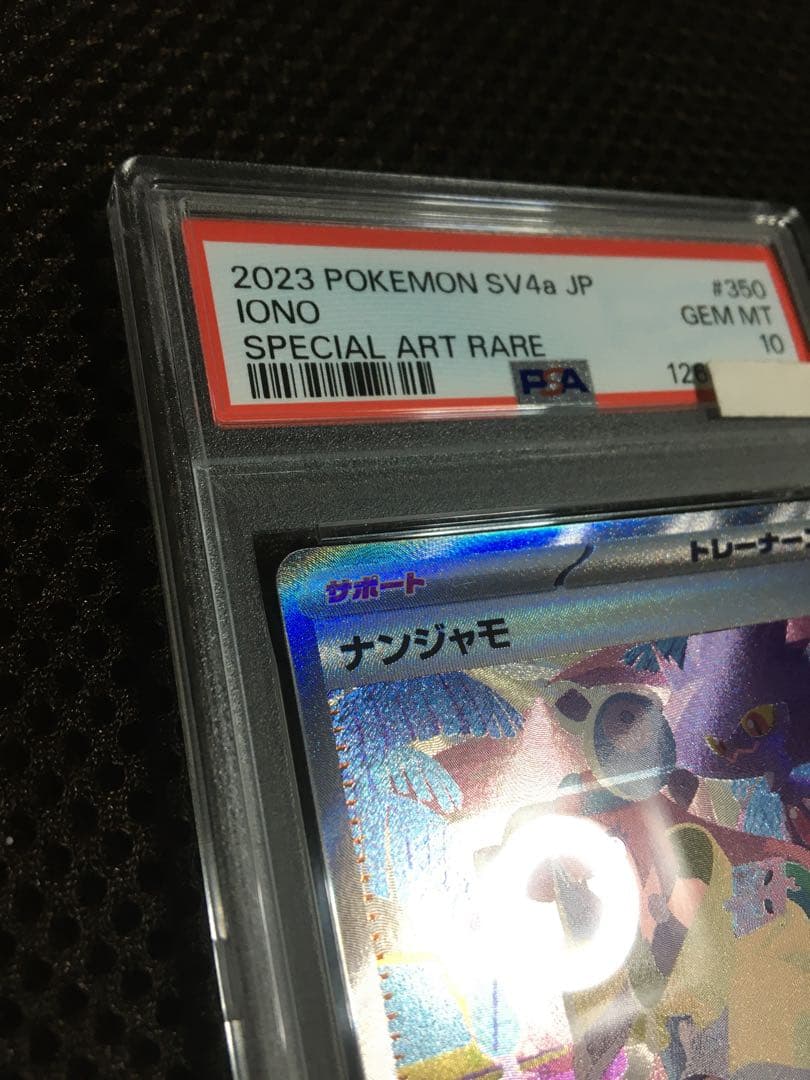 2023 POKEMON SV4a JP #350
IONO GEM MT
SPECIAL ART RARE 10
PSA
サポート
ナンジャモ